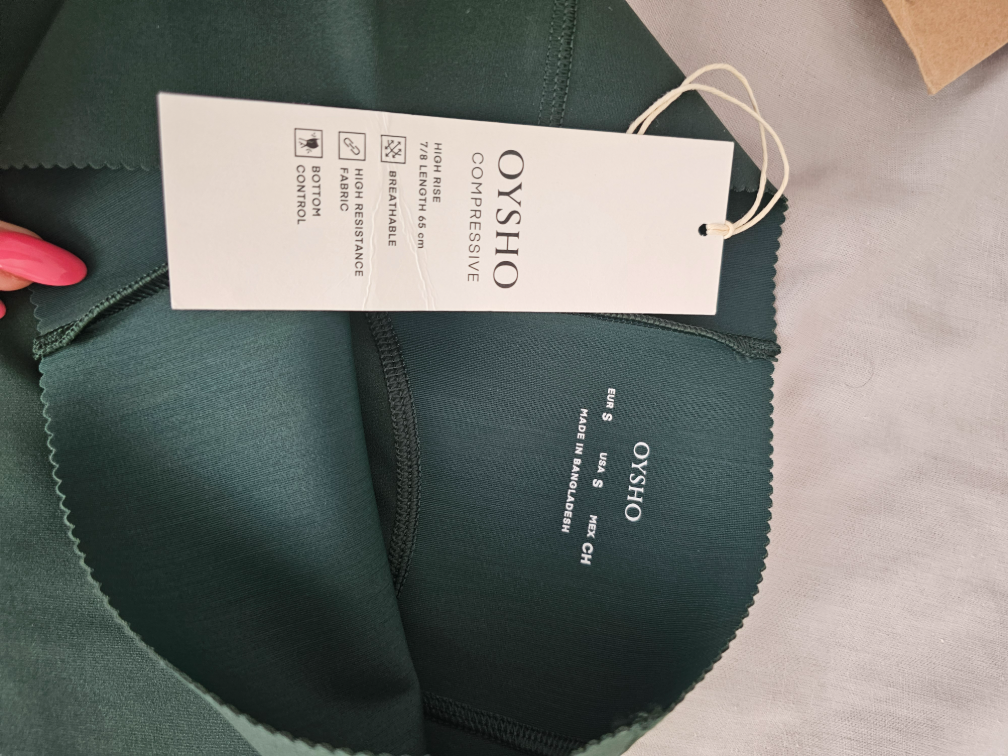 OYSHO
COMPRESSIVE
HIGH RISE
7/8 LENGTH 65 cm
BREATHABLE
HIGH RESISTANCE
FABRIC
BOTTOM
CONTROL
OYSHO
EUR S USA S MEX CH
MADE IN BANGLADESH